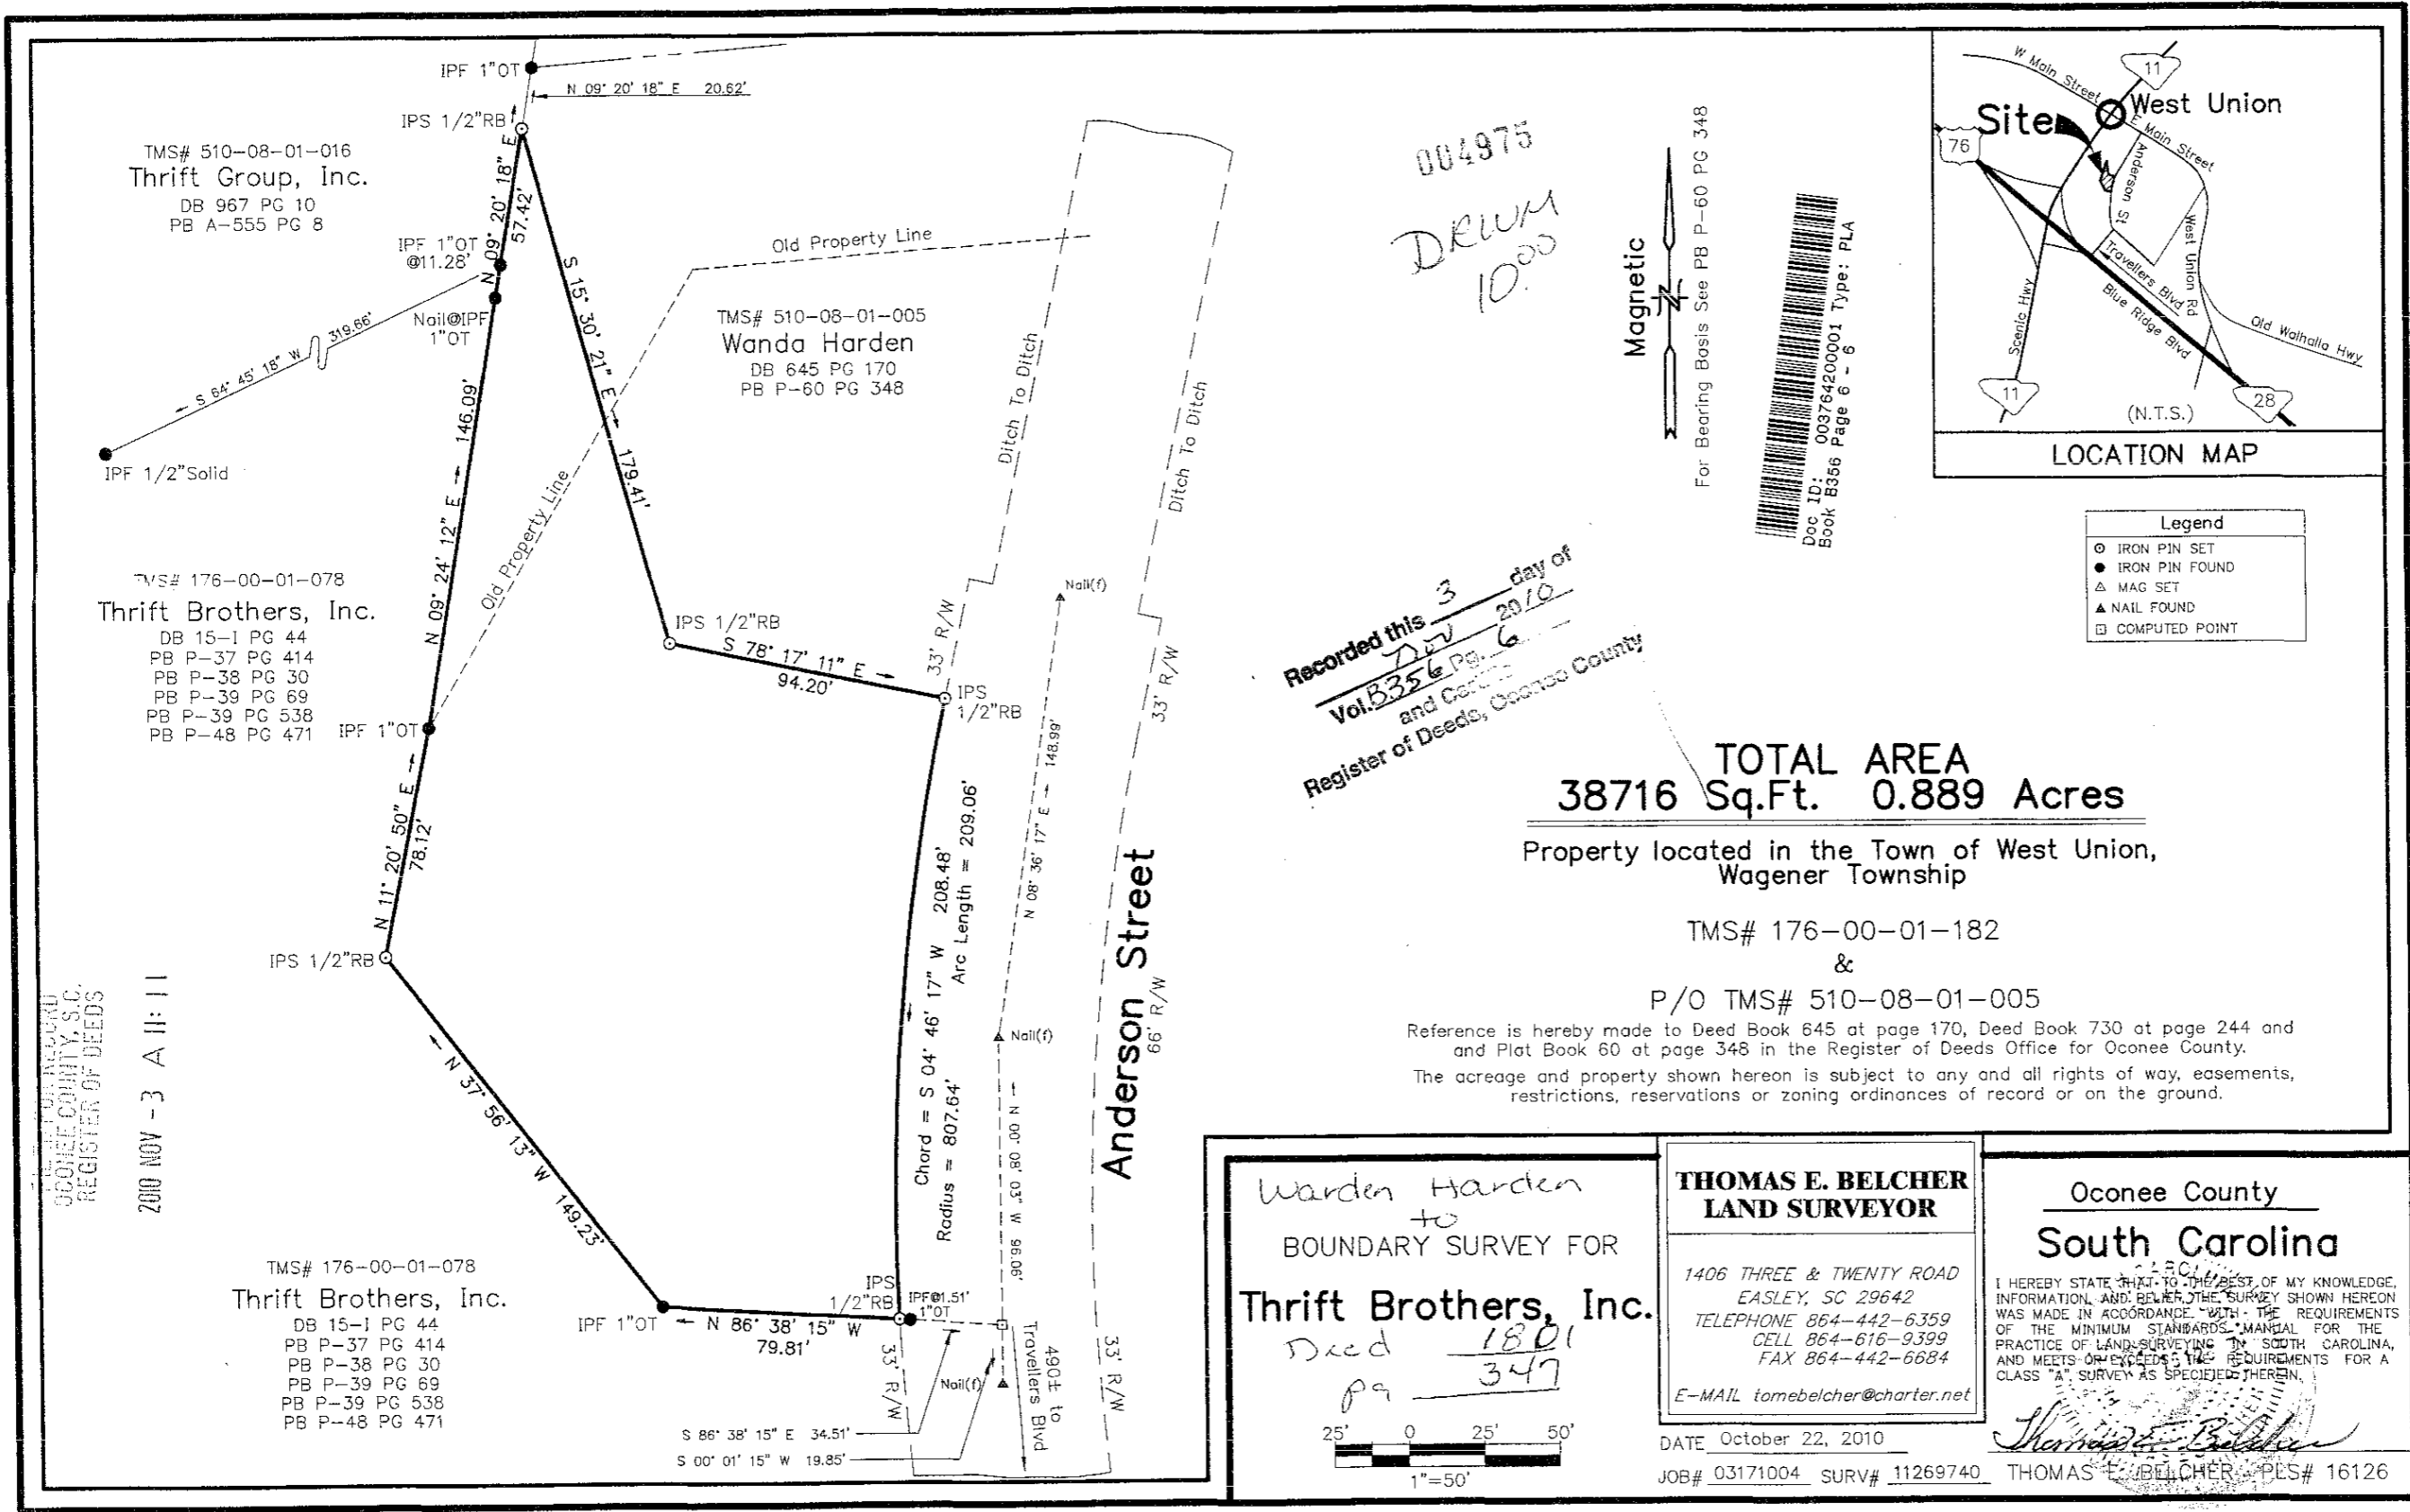 IPF 1"OT
N 09° 20' 18" E 20.62'
IPS 1/2"RB
TMS# 510-08-01-016
Thrift Group, Inc.
DB 967 PG 10
PB A-555 PG 8
N 09° 20' 18" E
57.42'
IPF 1"OT
@11.28'
Nail@IPF
1"OT
S 64° 45' 18" W 319.66'
IPF 1/2"Solid
N 09° 24' 12" E 146.09'
S 15° 30' 21" E 179.41'
Old Property Line
Old Property Line
TMS# 510-08-01-005
Wanda Harden
DB 645 PG 170
PB P-60 PG 348
Ditch To Ditch
Ditch To Ditch
TMS# 176-00-01-078
Thrift Brothers, Inc.
DB 15-I PG 44
PB P-37 PG 414
PB P-38 PG 30
PB P-39 PG 69
PB P-39 PG 538
PB P-48 PG 471
IPF 1"OT
IPS 1/2"RB
S 78° 17' 11" E
94.20'
33' R/W
IPS
1/2"RB
Nail(f)
33' R/W
N 11° 20' 50" E
78.12'
IPS 1/2"RB
N 37° 56' 13" W 149.23'
Chord = S 04° 46' 17" W 208.48'
Radius = 807.64' Arc Length = 209.06'
N 08° 36' 17" E 148.99'
Nail(f)
N 00° 08' 03" W 96.06'
Anderson Street
66' R/W
OCONEE COUNTY, S.C.
REGISTER OF DEEDS
2010 NOV -3 A 11: 11
TMS# 176-00-01-078
Thrift Brothers, Inc.
DB 15-I PG 44
PB P-37 PG 414
PB P-38 PG 30
PB P-39 PG 69
PB P-39 PG 538
PB P-48 PG 471
IPF 1"OT
N 86° 38' 15" W
79.81'
IPS
1/2"RB
IPF@1.51'
1"OT
33' R/W
Nail(f)
490± to
Travellers Blvd
33' R/W
S 86° 38' 15" E 34.51'
S 00° 01' 15" W 19.85'
004975
10.00
Magnetic
N
For Bearing Basis See PB P-60 PG 348
Doc ID: 003764200001 Type: PLA
Book B356 Page 6 - 6
Recorded this 3 day of
Nov 2010
Vol. B356 Pg. 6
and
Register of Deeds, Oconee County
W Main Street
11
West Union
Site
E Main Street
76
Anderson St
West Union Rd
Travellers Blvd
Blue Ridge Blvd
Scenic Hwy
Old Walhalla Hwy
11
28
(N.T.S.)
LOCATION MAP
Legend
IRON PIN SET
IRON PIN FOUND
MAG SET
NAIL FOUND
COMPUTED POINT
TOTAL AREA
38716 Sq.Ft. 0.889 Acres
Property located in the Town of West Union,
Wagener Township
TMS# 176-00-01-182
&
P/O TMS# 510-08-01-005
Reference is hereby made to Deed Book 645 at page 170, Deed Book 730 at page 244 and
and Plat Book 60 at page 348 in the Register of Deeds Office for Oconee County.
The acreage and property shown hereon is subject to any and all rights of way, easements,
restrictions, reservations or zoning ordinances of record or on the ground.
Warden Harden
to
BOUNDARY SURVEY FOR
Thrift Brothers, Inc.
Deed 1801
pg 347
25' 0 25' 50'
1"=50'
THOMAS E. BELCHER
LAND SURVEYOR
1406 THREE & TWENTY ROAD
EASLEY, SC 29642
TELEPHONE 864-442-6359
CELL 864-616-9399
FAX 864-442-6684
E-MAIL tomebelcher@charter.net
DATE October 22, 2010
JOB# 03171004 SURV# 11269740
Oconee County
South Carolina
I HEREBY STATE THAT TO THE BEST OF MY KNOWLEDGE,
INFORMATION, AND BELIEF, THE SURVEY SHOWN HEREON
WAS MADE IN ACCORDANCE WITH THE REQUIREMENTS
OF THE MINIMUM STANDARDS MANUAL FOR THE
PRACTICE OF LAND SURVEYING IN SOUTH CAROLINA,
AND MEETS OR EXCEEDS THE REQUIREMENTS FOR A
CLASS "A" SURVEY AS SPECIFIED THEREIN.
Thomas E. Belcher
THOMAS E. BELCHER PLS# 16126